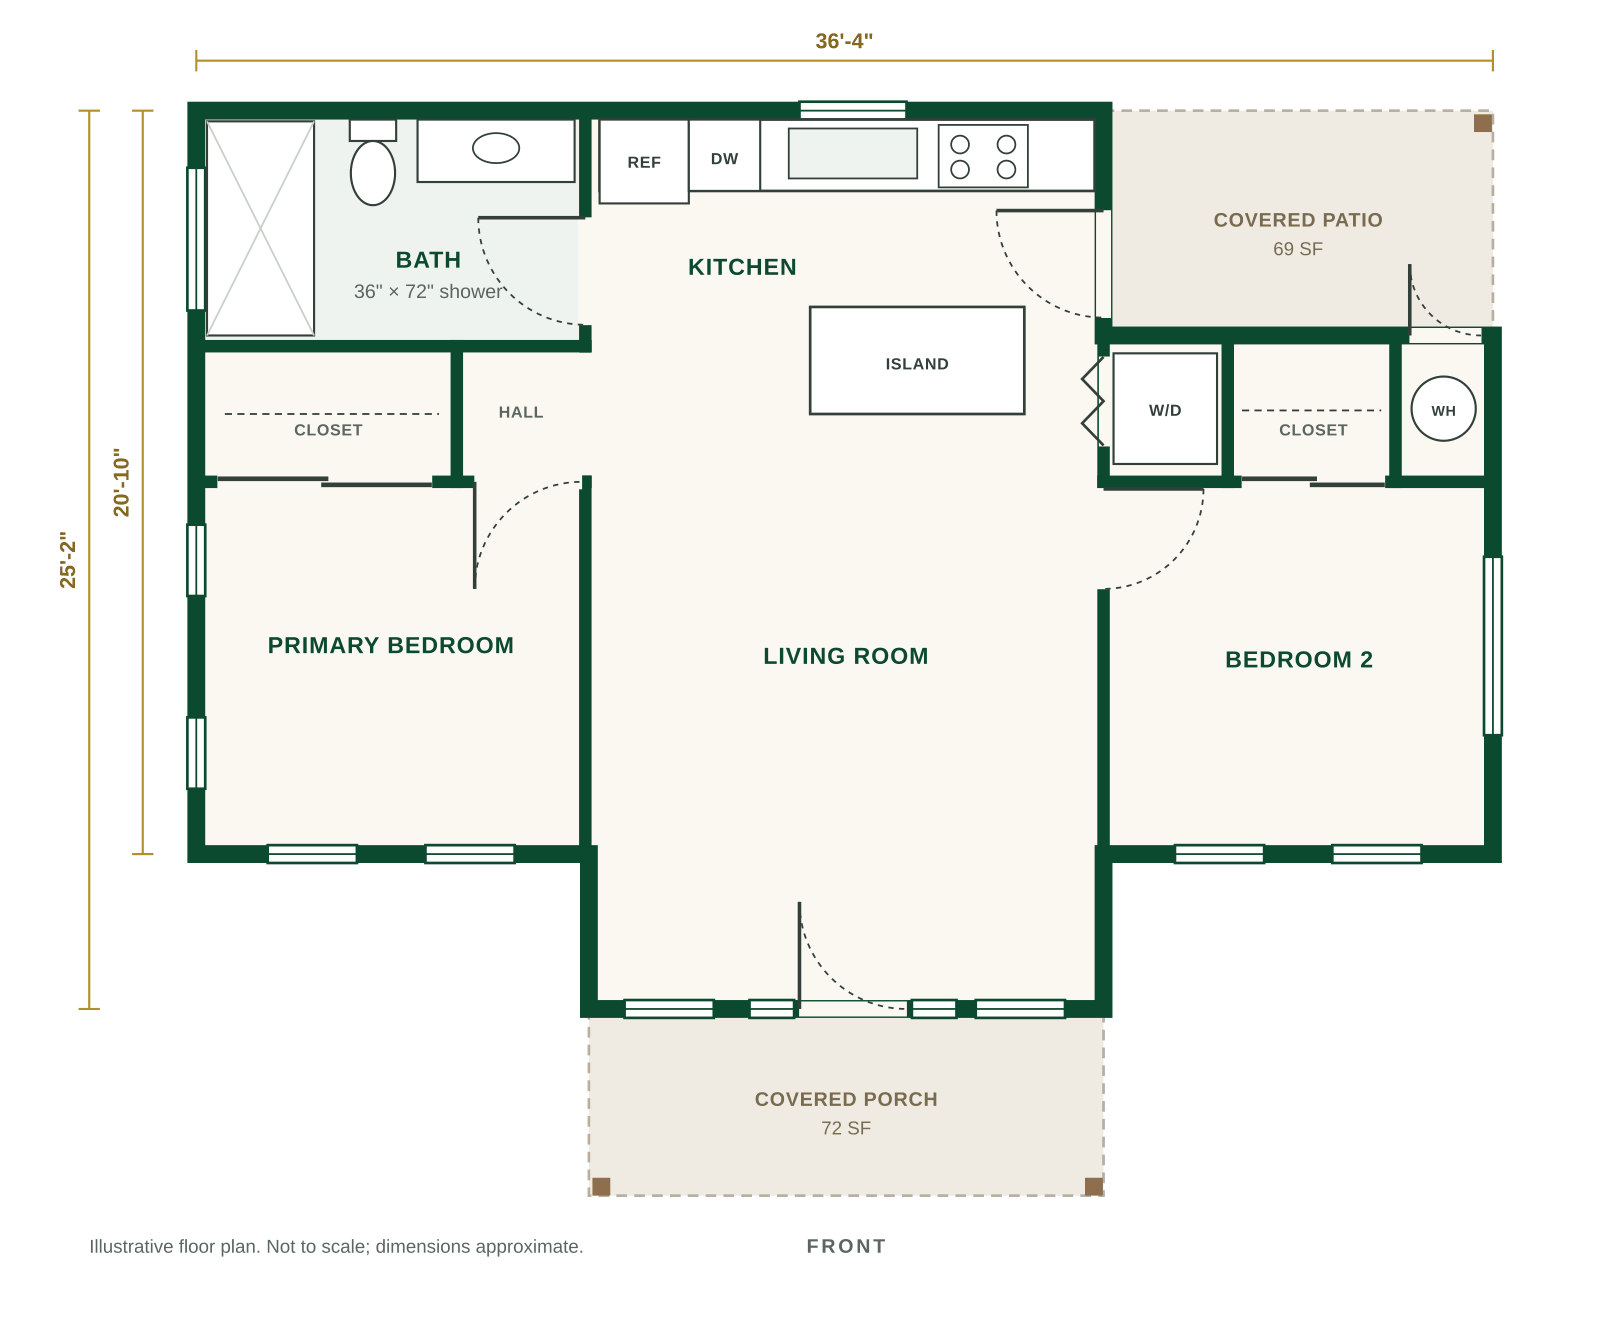 36'-4"
REF
DW
COVERED PATIO
69 SF
BATH
36" × 72" shower
KITCHEN
ISLAND
HALL
CLOSET
W/D
CLOSET
WH
20'-10"
25'-2"
PRIMARY BEDROOM
LIVING ROOM
BEDROOM 2
COVERED PORCH
72 SF
Illustrative floor plan. Not to scale; dimensions approximate.
FRONT